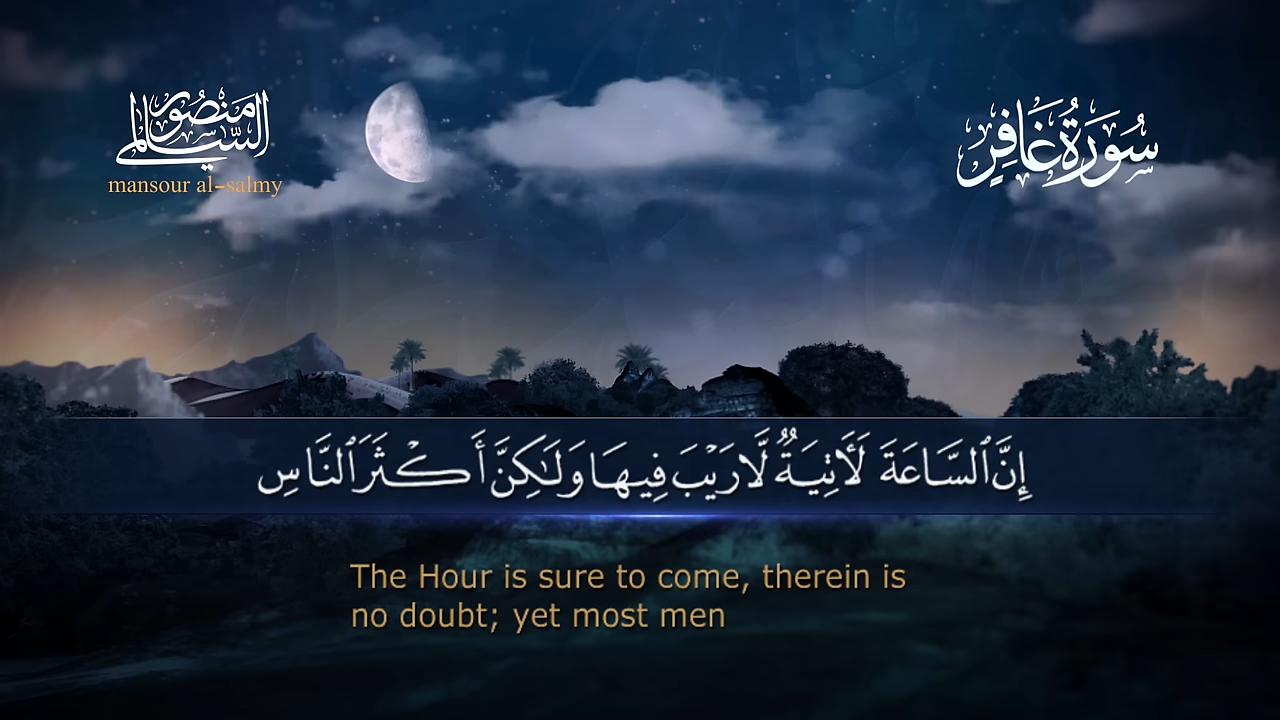 منصور السالمي
mansour al-salmy
سُورَةُ غَافِرٍ
إِنَّ ٱلسَّاعَةَ لَأَتِيَةٌ لَّا رَيْبَ فِيهَا وَلَٰكِنَّ أَكْثَرَ ٱلنَّاسِ
The Hour is sure to come, therein is
no doubt; yet most men